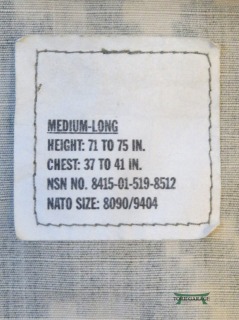 MEDIUM-LONG
HEIGHT: 71 TO 75 IN.
CHEST: 37 TO 41 IN.
NSN NO. 8415-01-519-8512
NATO SIZE: 8090/9404